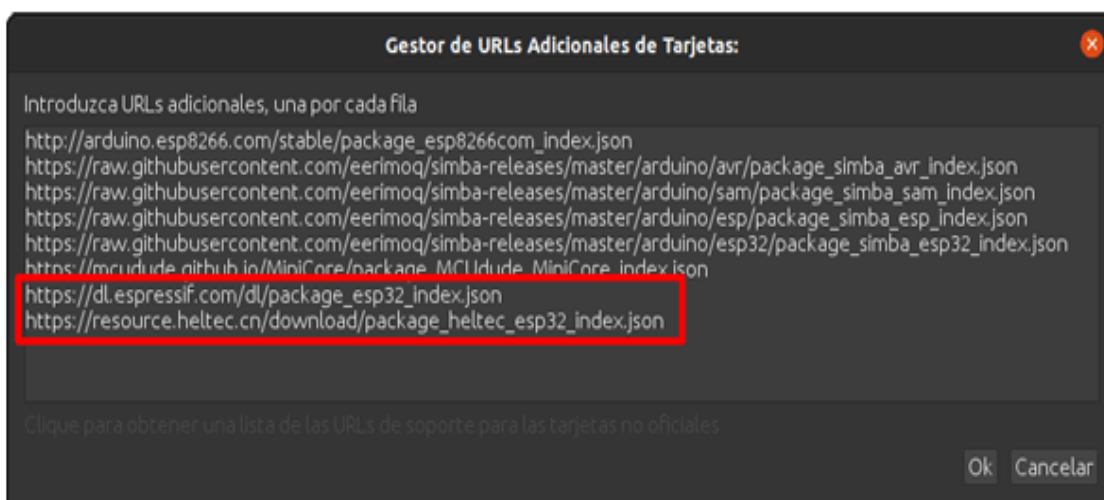 Gestor de URLs Adicionales de Tarjetas:
Introduzca URLs adicionales, una por cada fila
http://arduino.esp8266.com/stable/package_esp8266com_index.json
https://raw.githubusercontent.com/eerimoq/simba-releases/master/arduino/avr/package_simba_avr_index.json
https://raw.githubusercontent.com/eerimoq/simba-releases/master/arduino/sam/package_simba_sam_index.json
https://raw.githubusercontent.com/eerimoq/simba-releases/master/arduino/esp/package_simba_esp_index.json
https://raw.githubusercontent.com/eerimoq/simba-releases/master/arduino/esp32/package_simba_esp32_index.json
https://mcudude.github.io/MiniCore/package_MCUdude_MiniCore_index.json
https://dl.espressif.com/dl/package_esp32_index.json
https://resource.heltec.cn/download/package_heltec_esp32_index.json
Clique para obtener una lista de las URLs de soporte para las tarjetas no oficiales
Ok Cancelar